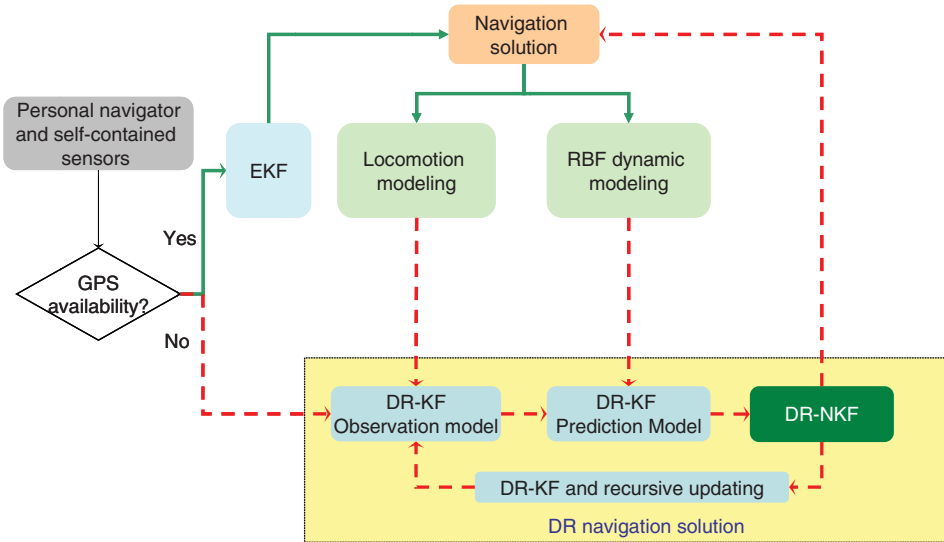 Navigation
solution
Personal navigator
and self-contained
sensors
EKF
Locomotion
modeling
RBF dynamic
modeling
Yes
GPS
availability?
No
DR-KF
Observation model
DR-KF
Prediction Model
DR-NKF
DR-KF and recursive updating
DR navigation solution